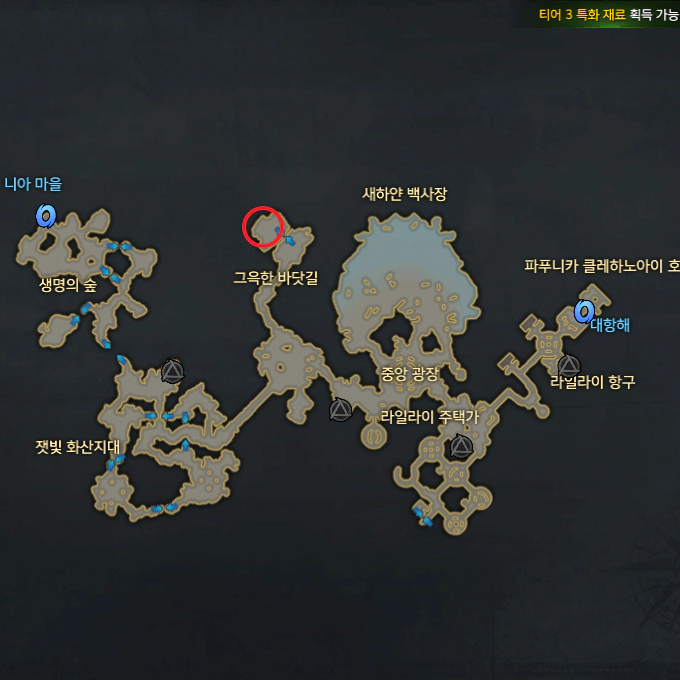 티어 3 특화 재료 획득 가능
니아 마을
새하얀 백사장
파푸니카 클레하노아이 호
그윽한 바닷길
생명의 숲
대항해
중앙 광장
라일라이 항구
라일라이 주택가
잿빛 화산지대